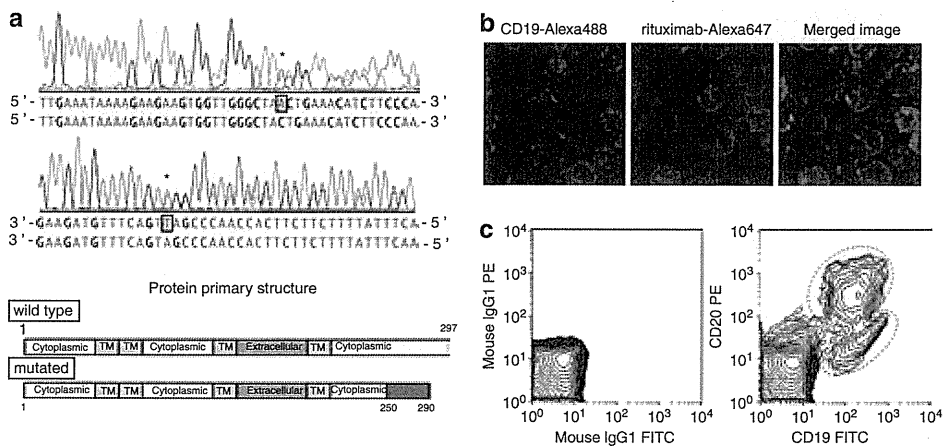 a
5'-TTGAAATAAAAGAAGAAGTGGTTGGGCTAACTGAAACATCTTCCCA-3'
5'-TTGAAATAAAAGAAGAAGTGGTTGGGCTACTGAAACATCTTCCCAA-3'
*
3'-GAAGATGTTTCAGTTAGCCCAACCACTTCTTCTTTTATTTCA-5'
3'-GAAGATGTTTCAGTAGCCCAACCACTTCTTCTTTTATTTCAA-5'
*
Protein primary structure
wild type
1 297
Cytoplasmic TM TM Cytoplasmic TM Extracellular TM Cytoplasmic
mutated
Cytoplasmic TM TM Cytoplasmic TM Extracellular TM Cytoplasmic
1 250 290
b
CD19-Alexa488 rituximab-Alexa647 Merged image
c
Mouse IgG1 PE
10⁴
10³
10²
10¹
10⁰
10⁰ 10¹ 10² 10³ 10⁴
Mouse IgG1 FITC
CD20 PE
10⁴
10³
10²
10¹
10⁰
10⁰ 10¹ 10² 10³ 10⁴
CD19 FITC